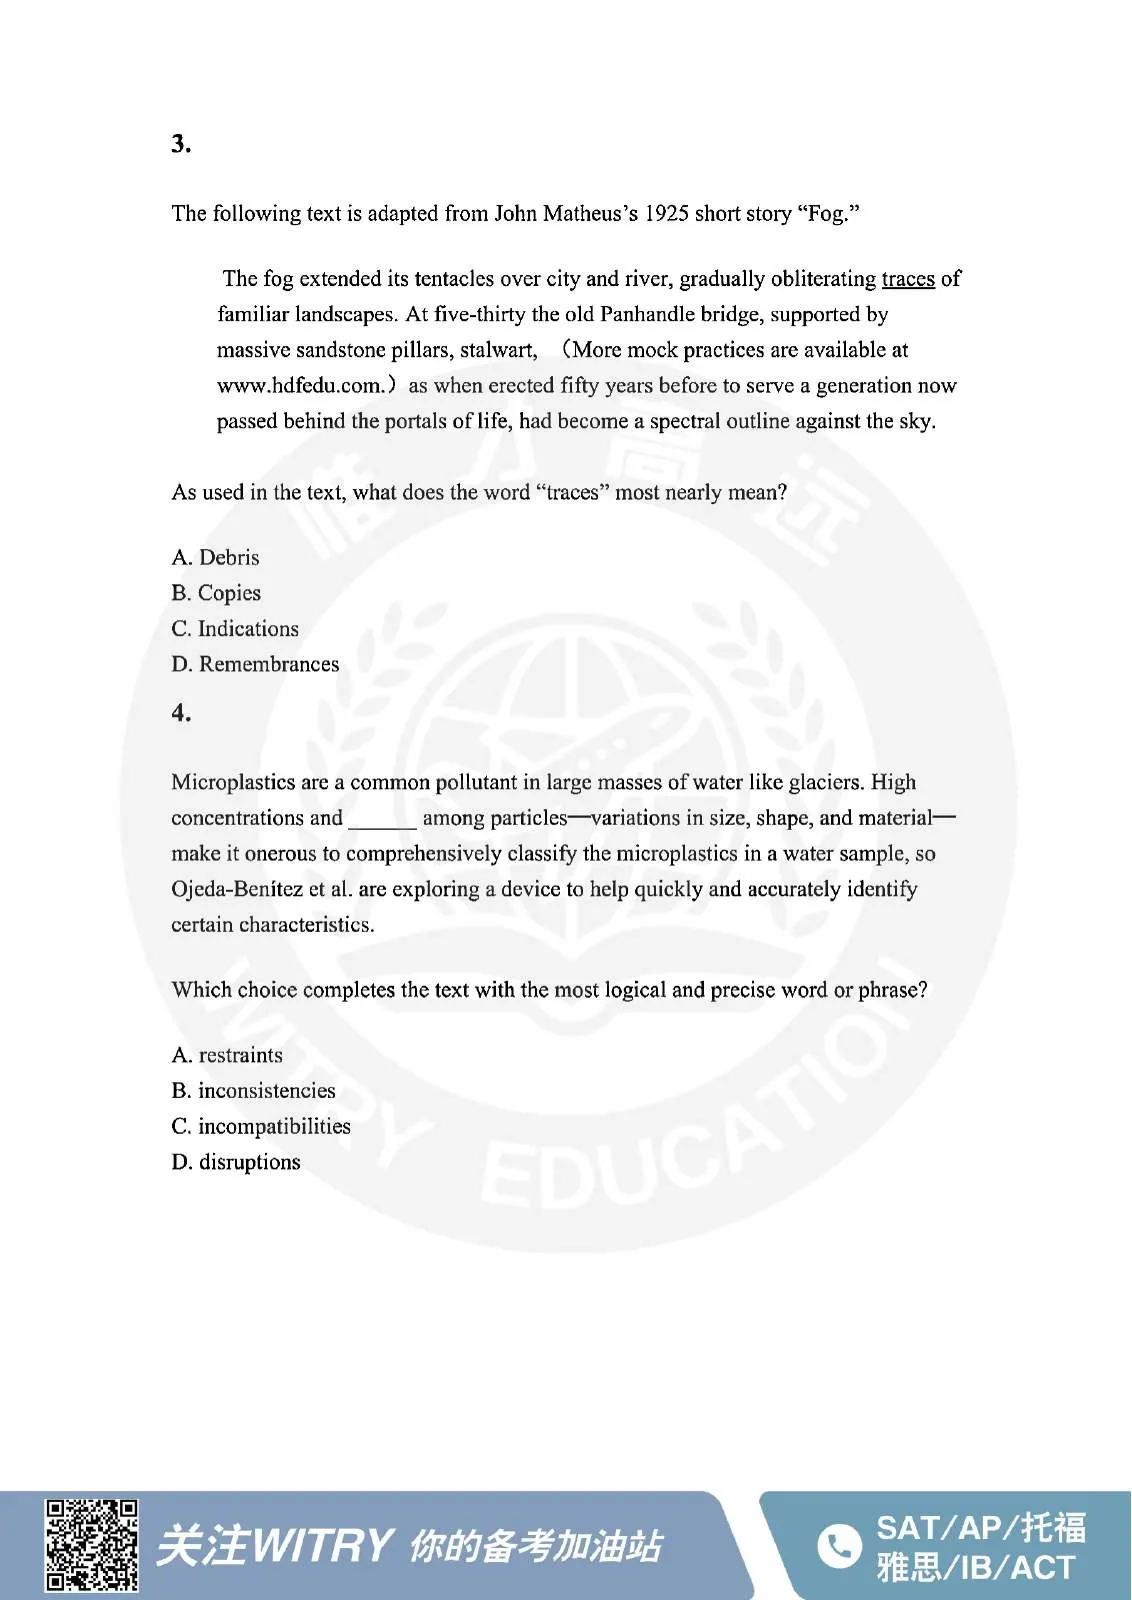 3.
The following text is adapted from John Matheus’s 1925 short story “Fog.”
The fog extended its tentacles over city and river, gradually obliterating traces of
familiar landscapes. At five-thirty the old Panhandle bridge, supported by
massive sandstone pillars, stalwart, （More mock practices are available at
www.hdfedu.com.）as when erected fifty years before to serve a generation now
passed behind the portals of life, had become a spectral outline against the sky.
As used in the text, what does the word “traces” most nearly mean?
A. Debris
B. Copies
C. Indications
D. Remembrances
4.
Microplastics are a common pollutant in large masses of water like glaciers. High
concentrations and ______ among particles—variations in size, shape, and material—
make it onerous to comprehensively classify the microplastics in a water sample, so
Ojeda-Benítez et al. are exploring a device to help quickly and accurately identify
certain characteristics.
Which choice completes the text with the most logical and precise word or phrase?
A. restraints
B. inconsistencies
C. incompatibilities
D. disruptions
惟力高远
WITRY EDUCATION
关注WITRY 你的备考加油站
SAT/AP/托福
雅思/IB/ACT